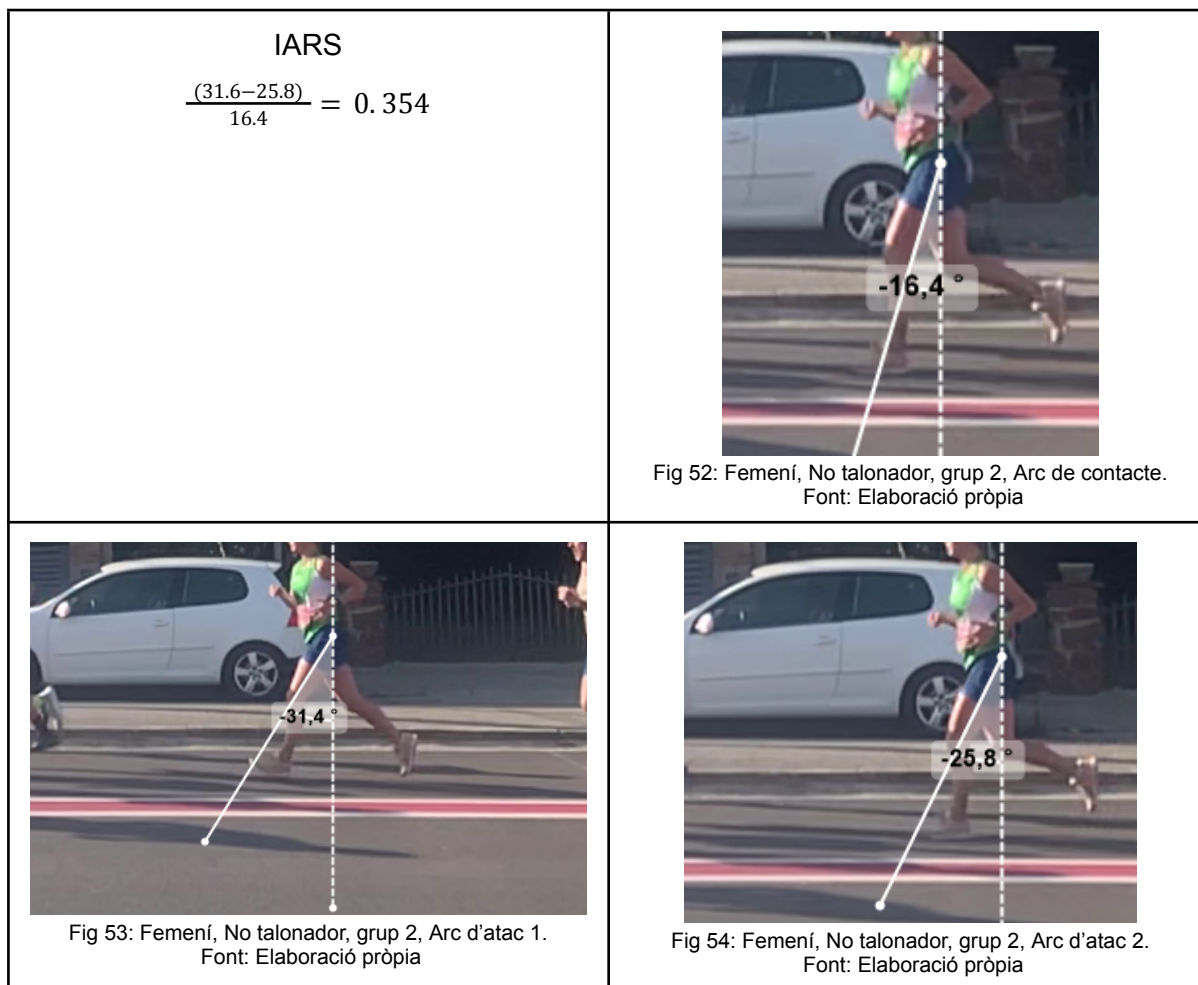 IARS
(31.6−25.8)
16.4
= 0.354
-16,4 °
Fig 52: Femení, No talonador, grup 2, Arc de contacte.
Font: Elaboració pròpia
-31,4 °
Fig 53: Femení, No talonador, grup 2, Arc d'atac 1.
Font: Elaboració pròpia
-25,8 °
Fig 54: Femení, No talonador, grup 2, Arc d'atac 2.
Font: Elaboració pròpia